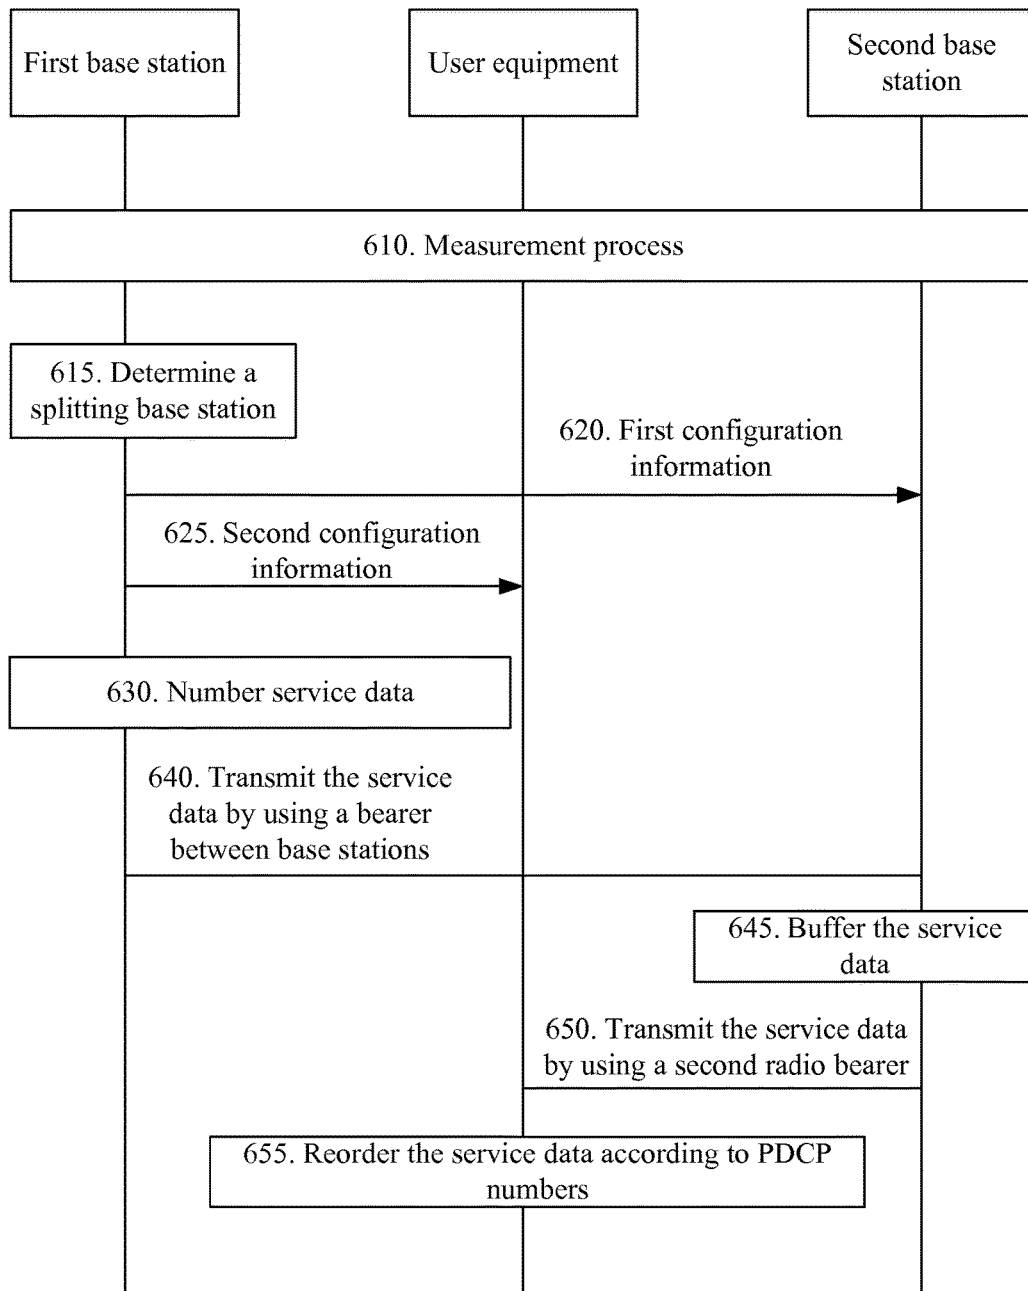 First base station
User equipment
Second base
station
610. Measurement process
615. Determine a
splitting base station
620. First configuration
information
625. Second configuration
information
630. Number service data
640. Transmit the service
data by using a bearer
between base stations
645. Buffer the service
data
650. Transmit the service data
by using a second radio bearer
655. Reorder the service data according to PDCP
numbers